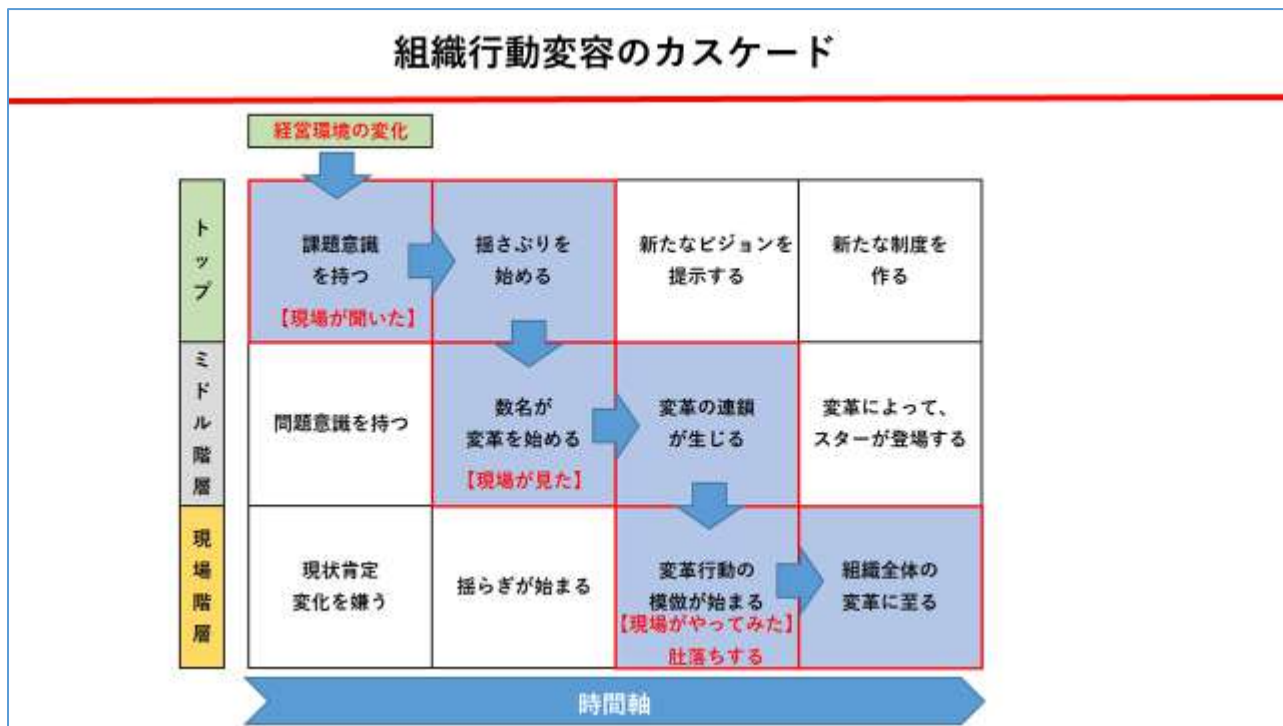 組織行動変容のカスケード
経営環境の変化
トップ
課題意識
を持つ
【現場が聞いた】
揺さぶりを
始める
新たなビジョンを
提示する
新たな制度を
作る
ミドル階層
問題意識を持つ
数名が
変革を始める
【現場が見た】
変革の連鎖
が生じる
変革によって、
スターが登場する
現場階層
現状肯定
変化を嫌う
揺らぎが始まる
変革行動の
模倣が始まる
【現場がやってみた】
肚落ちする
組織全体の
変革に至る
時間軸